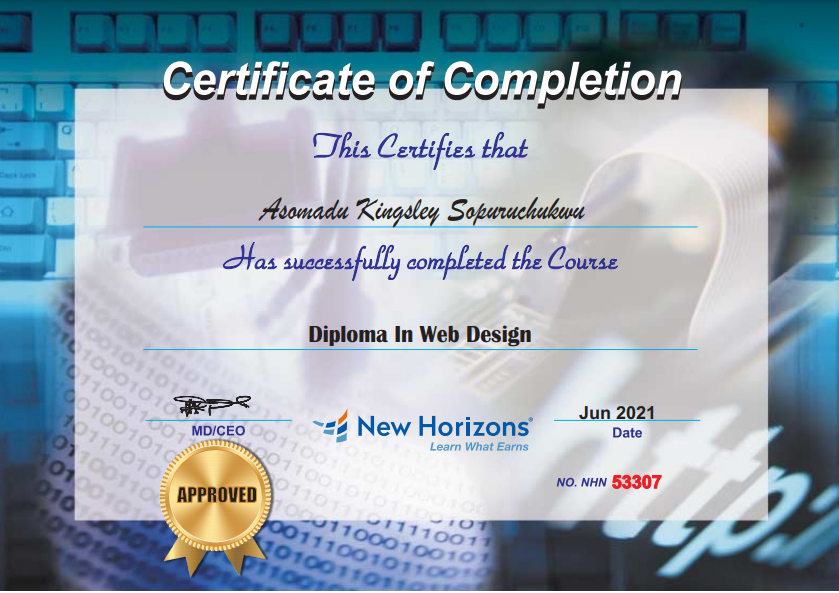 Certificate of Completion
This Certifies that
Asomadu Kingsley Sopuruchukwu
Has successfully completed the Course
Diploma In Web Design
MD/CEO
New Horizons®
Learn What Earns
Jun 2021
Date
APPROVED
NO. NHN 53307
http:/